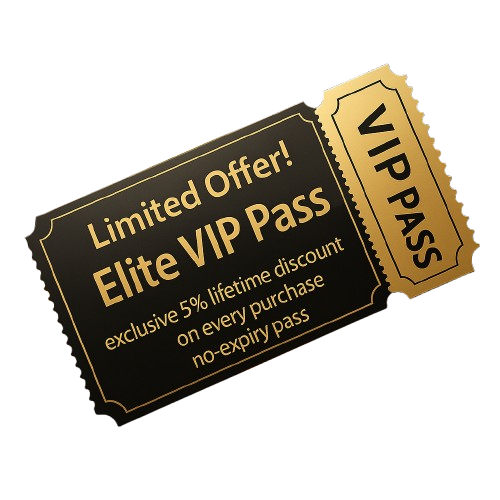 Limited Offer!
Elite VIP Pass
exclusive 5% lifetime discount
on every purchase
no-expiry pass
VIP PASS